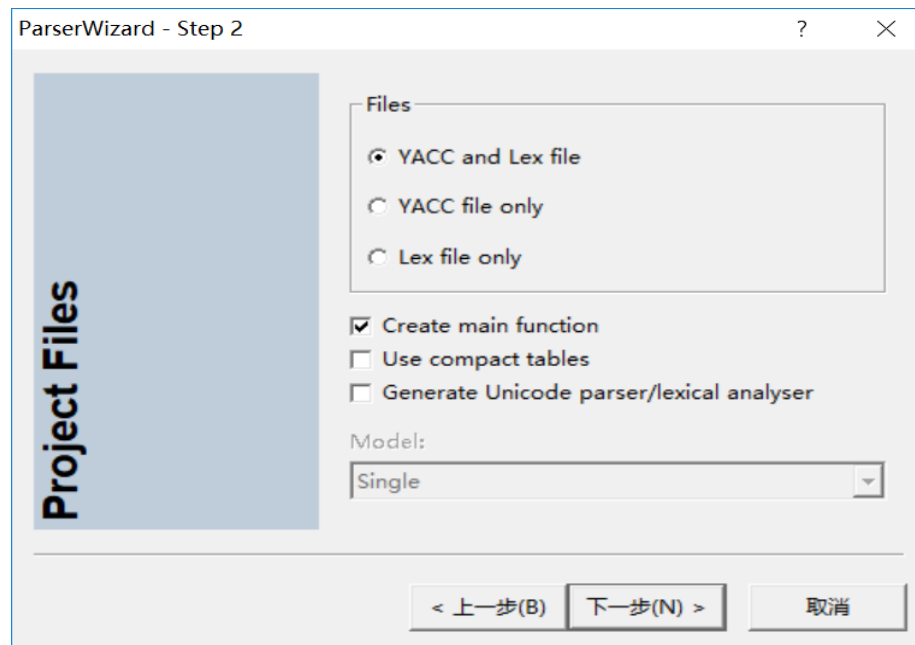 ParserWizard - Step 2
Project Files
Files
YACC and Lex file
YACC file only
Lex file only
Create main function
Use compact tables
Generate Unicode parser/lexical analyser
Model:
Single
< 上一步(B)
下一步(N) >
取消